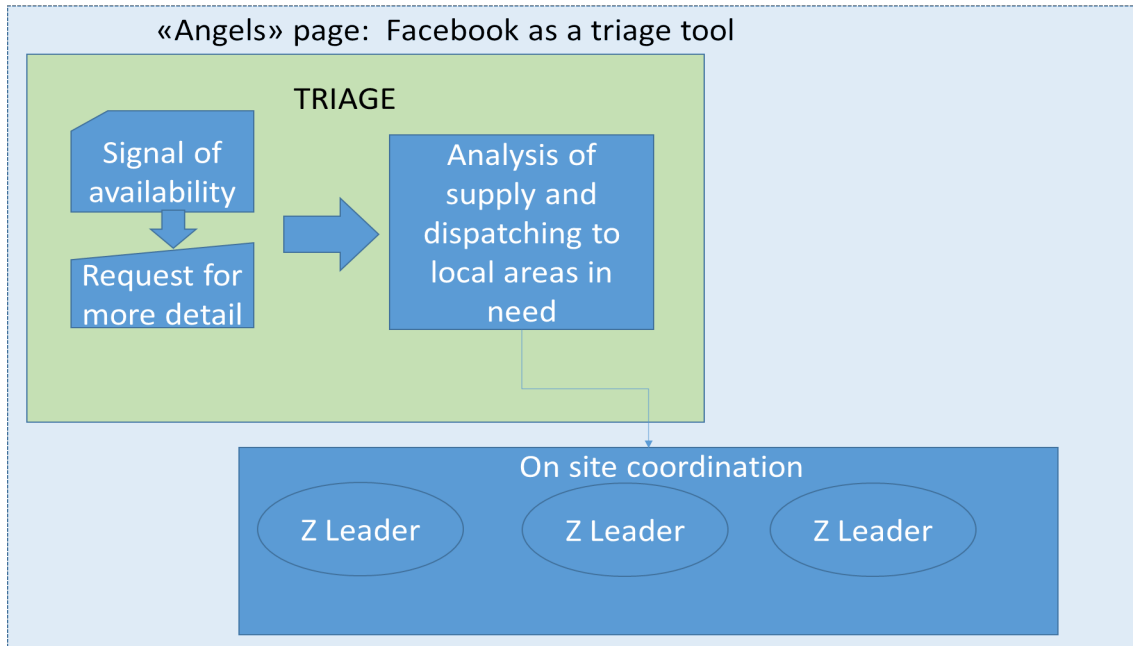 «Angels» page: Facebook as a triage tool
TRIAGE
Signal of
availability
Request for
more detail
Analysis of
supply and
dispatching to
local areas in
need
On site coordination
Z Leader
Z Leader
Z Leader